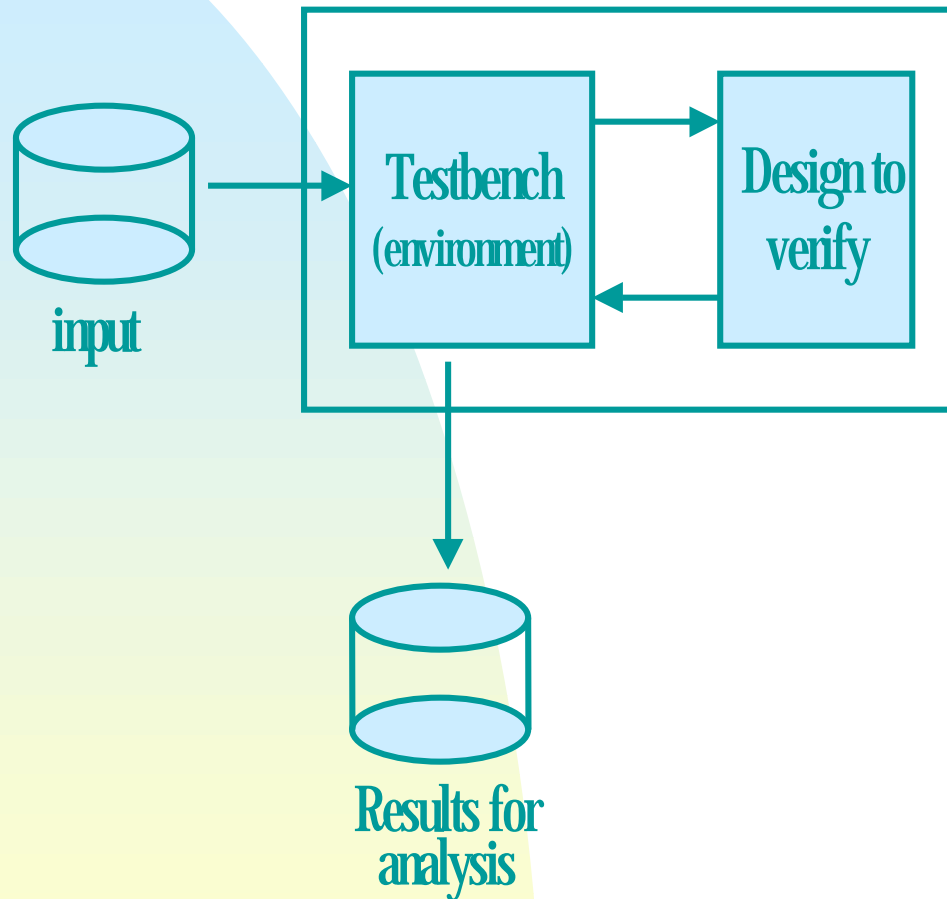 Testbench
(environment)
Design to
verify
input
Results for
analysis